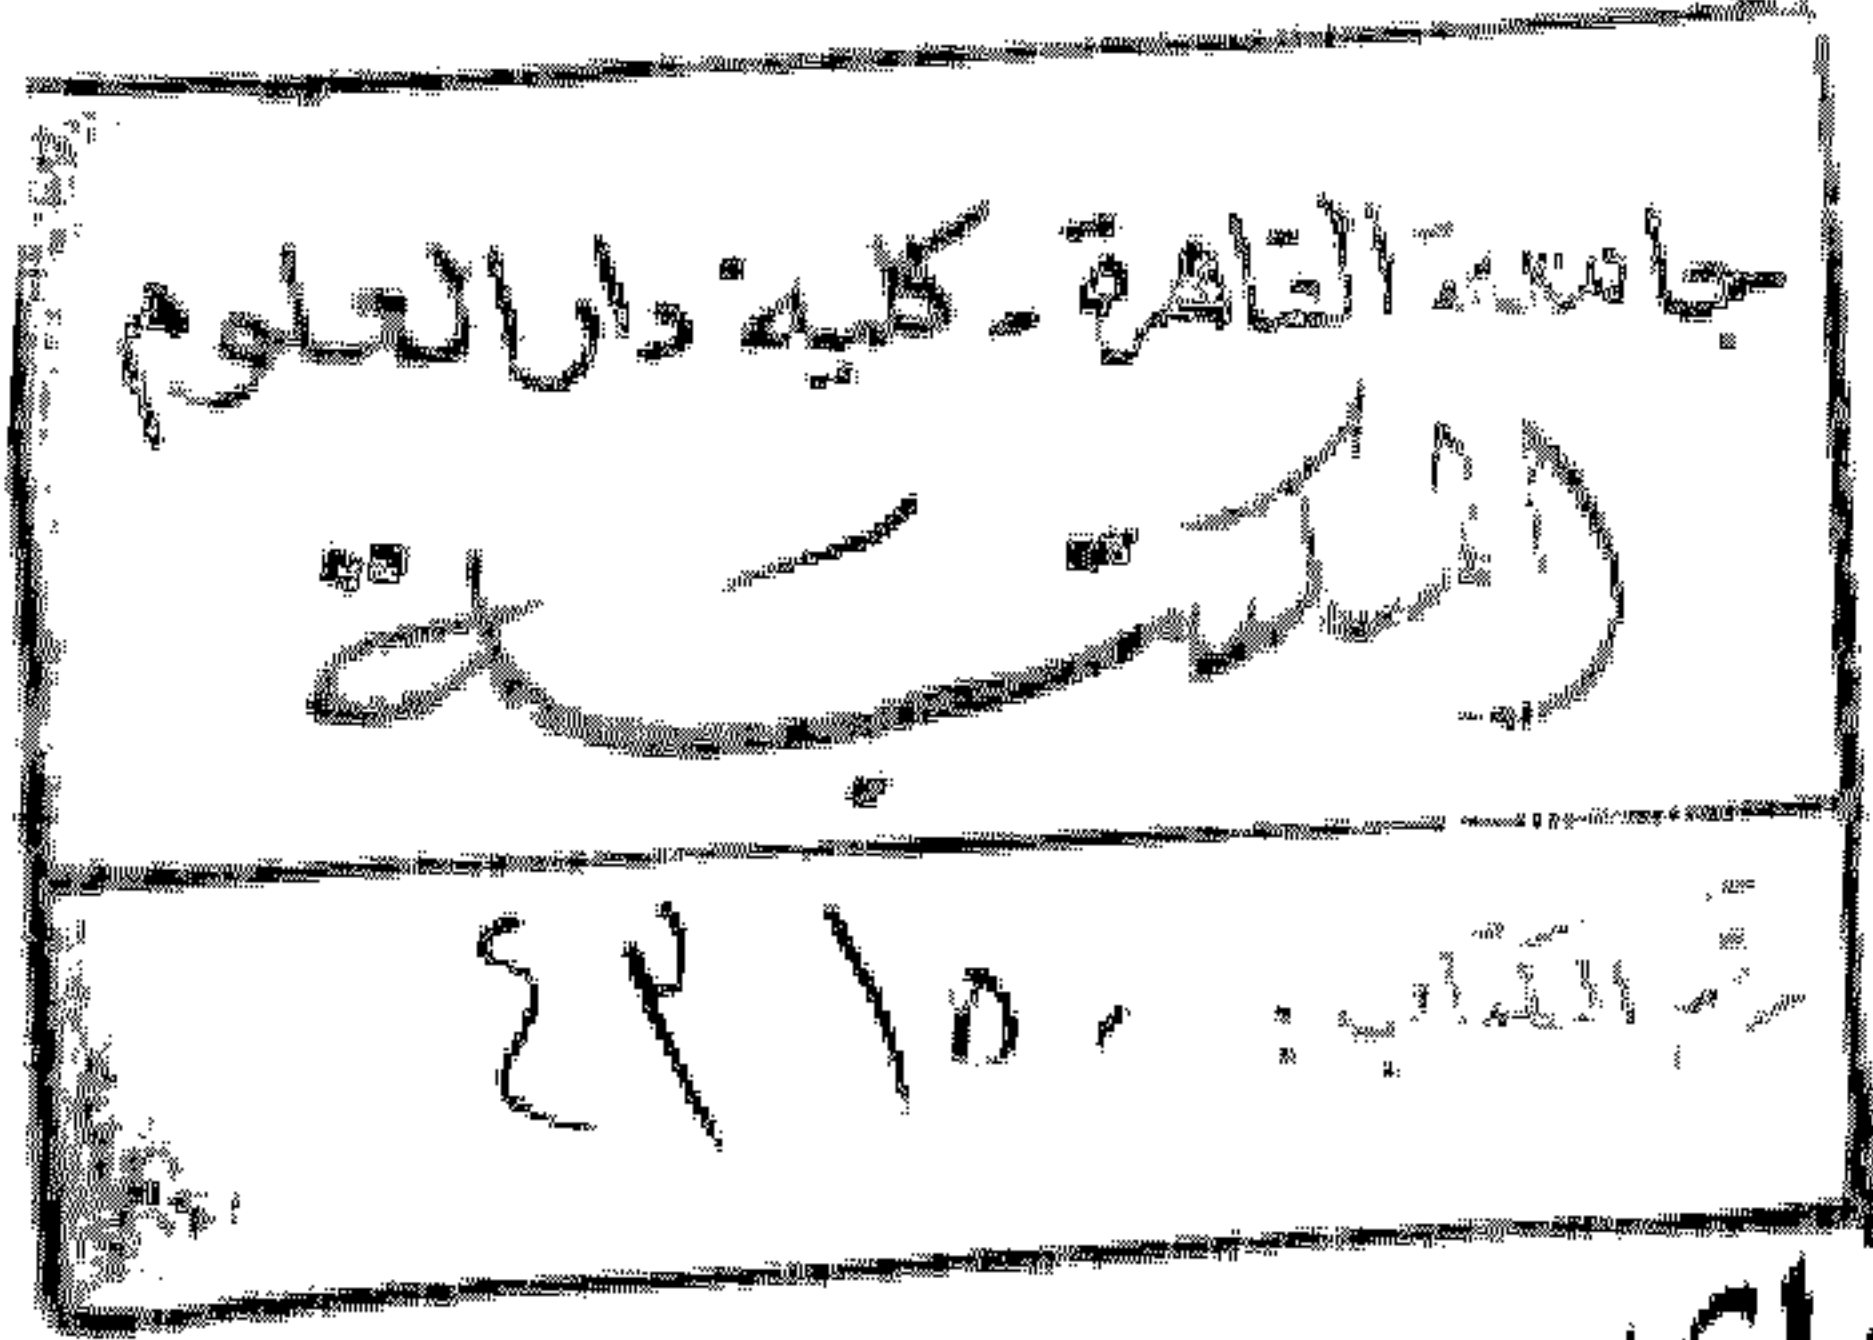 جامعة القاهرة - كلية دار العلوم
المكتبة
رقم الكتاب : ٤٢١٥٠